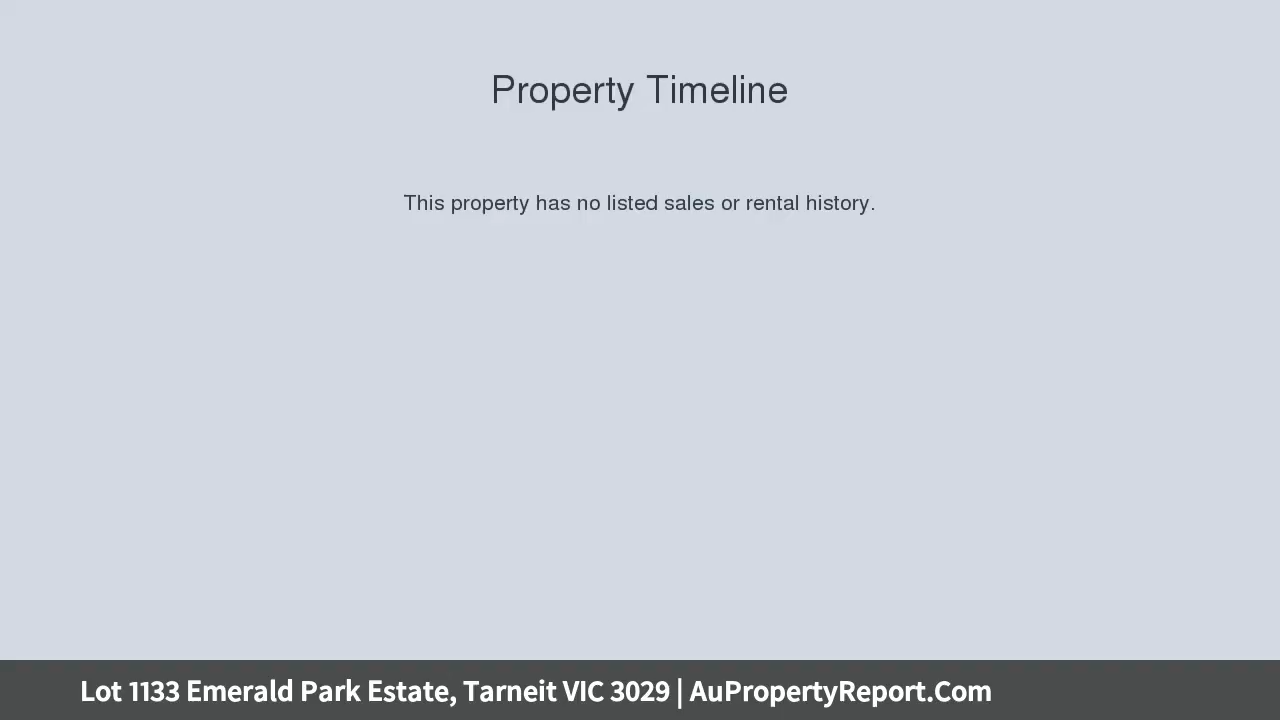 Property Timeline
This property has no listed sales or rental history.
Lot 1133 Emerald Park Estate, Tarneit VIC 3029 | AuPropertyReport.Com